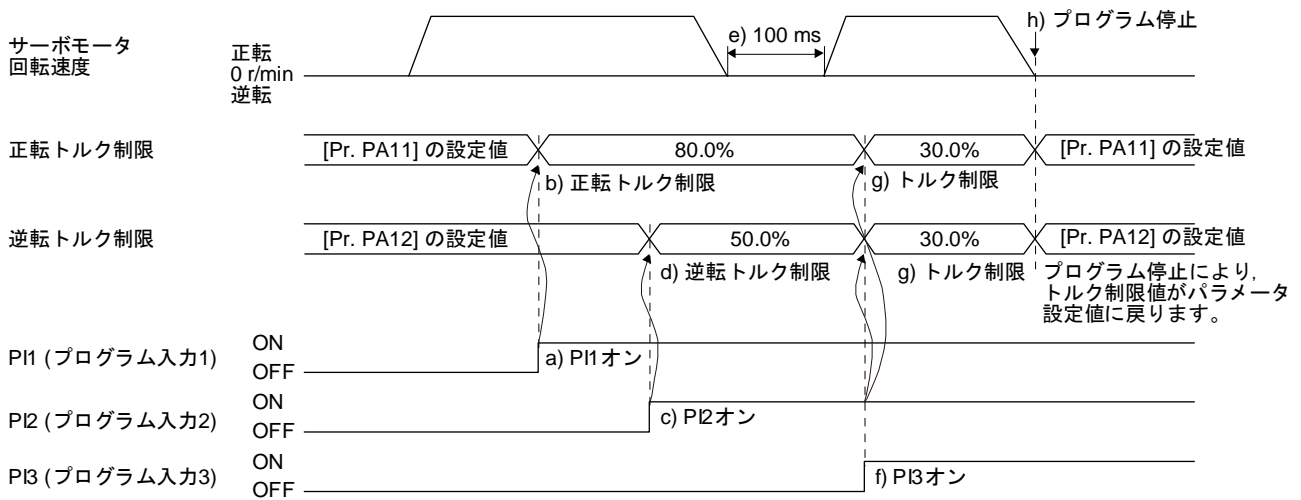 h) プログラム停止
e) 100 ms
サーボモータ
回転速度
正転
0 r/min
逆転
正転トルク制限
[Pr. PA11] の設定値
80.0%
30.0%
[Pr. PA11] の設定値
b) 正転トルク制限
g) トルク制限
逆転トルク制限
[Pr. PA12] の設定値
50.0%
30.0%
[Pr. PA12] の設定値
d) 逆転トルク制限
g) トルク制限
プログラム停止により,
トルク制限値がパラメータ
設定値に戻ります。
PI1 (プログラム入力1)
ON
OFF
a) PI1オン
PI2 (プログラム入力2)
ON
OFF
c) PI2オン
PI3 (プログラム入力3)
ON
OFF
f) PI3オン